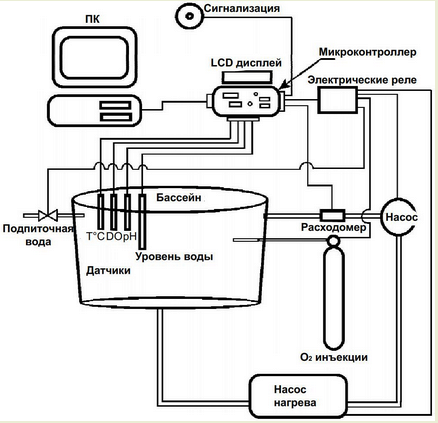 ПК
Сигнализация
Микроконтроллер
LCD дисплей
Электрические реле
Бассейн
Подпиточная
вода
T°C DO pH
Уровень воды
Датчики
Расходомер
Насос
O₂ инъекции
Насос
нагрева